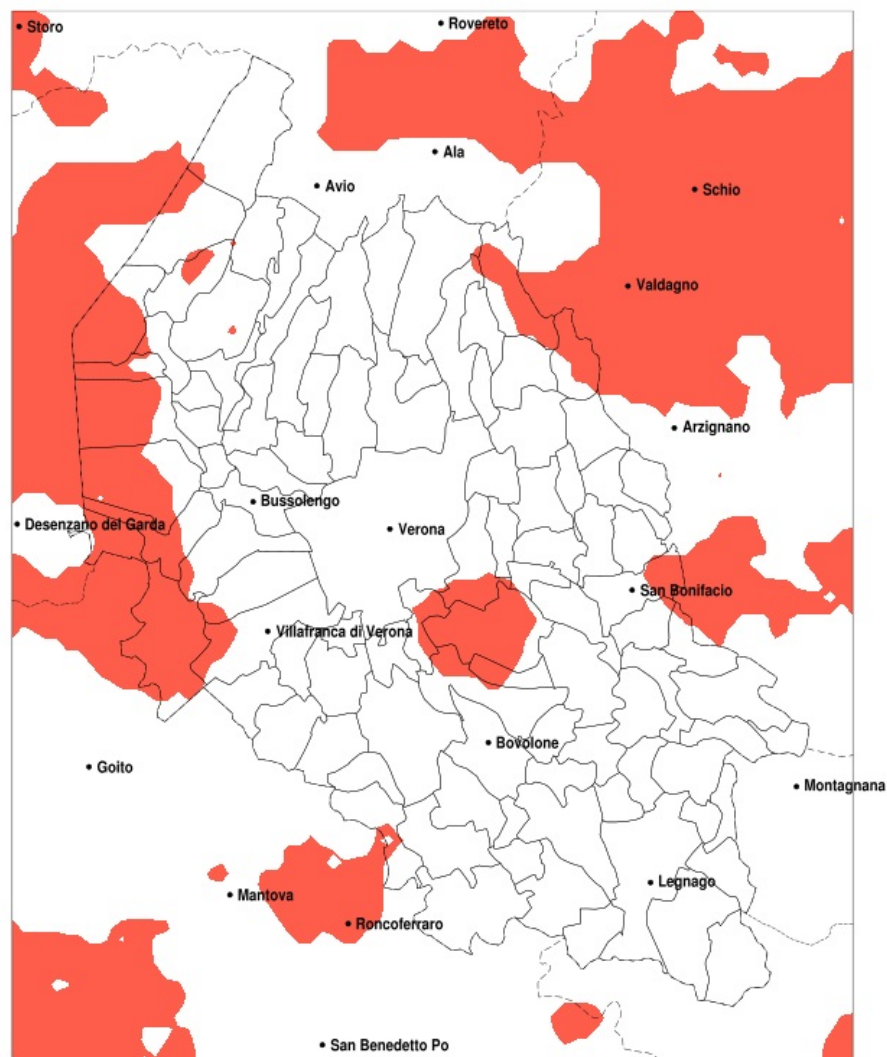 Storo
Rovereto
Ala
Avio
Schio
Valdagno
Arzignano
Bussolengo
Desenzano del Garda
Verona
San Bonifacio
Villafranca di Verona
Bovolone
Goito
Montagnana
Legnago
Mantova
Roncoferraro
San Benedetto Po